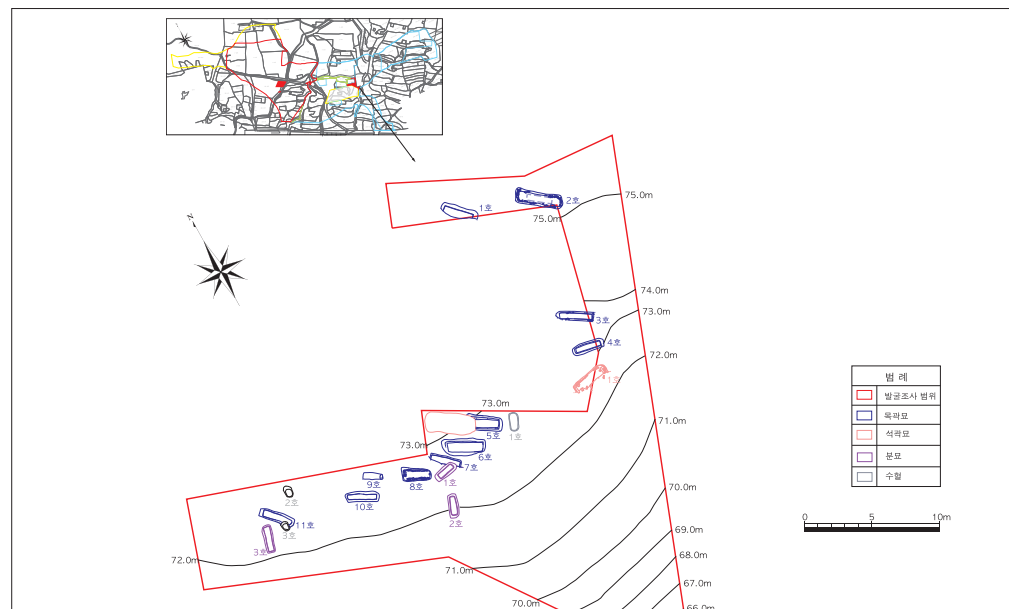 N
1호
2호
75.0m
75.0m
74.0m
3호
73.0m
4호
72.0m
1호
73.0m
71.0m
5호
1호
73.0m
6호
7호
1호
8호
9호
10호
2호
2호
70.0m
11호
3호
3호
72.0m
71.0m
69.0m
68.0m
67.0m
70.0m
66.0m
범 례
발굴조사 범위
목곽묘
석곽묘
분묘
수혈
0 5 10m